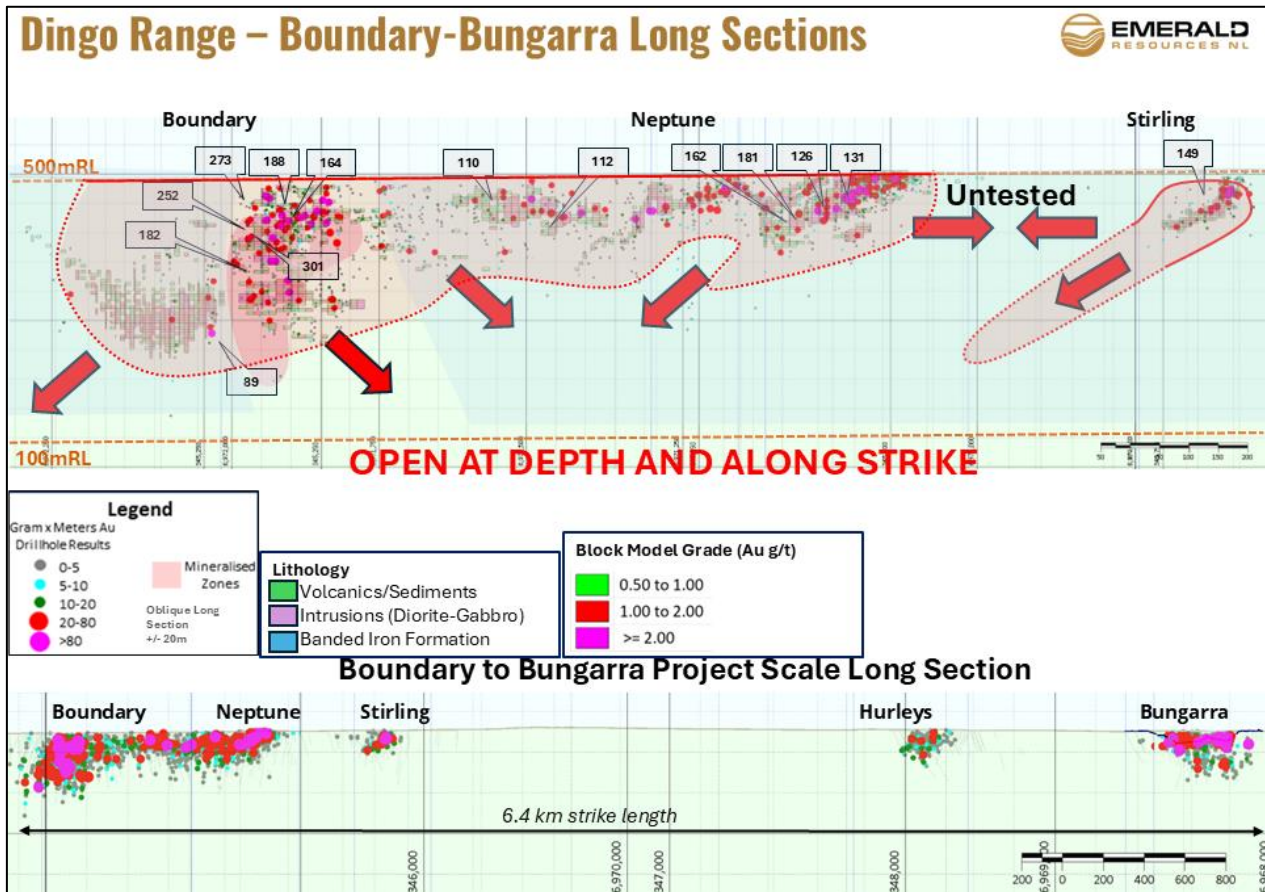 Dingo Range – Boundary-Bungarra Long Sections
EMERALD
RESOURCES NL
Boundary
Neptune
Stirling
273
188
164
110
112
162
181
126
131
149
500mRL
252
Untested
182
301
89
100mRL
OPEN AT DEPTH AND ALONG STRIKE
50
50
100
150
200
Legend
Gram x Meters Au
Drillhole Results
0-5
5-10
10-20
20-80
>80
Mineralised
Zones
Oblique Long
Section
+/- 20m
Lithology
Volcanics/Sediments
Intrusions (Diorite-Gabbro)
Banded Iron Formation
Block Model Grade (Au g/t)
0.50 to 1.00
1.00 to 2.00
>= 2.00
Boundary to Bungarra Project Scale Long Section
Boundary
Neptune
Stirling
Hurleys
Bungarra
6.4 km strike length
346,000
6,970,000
347,000
348,000
200
0
200
400
600
800